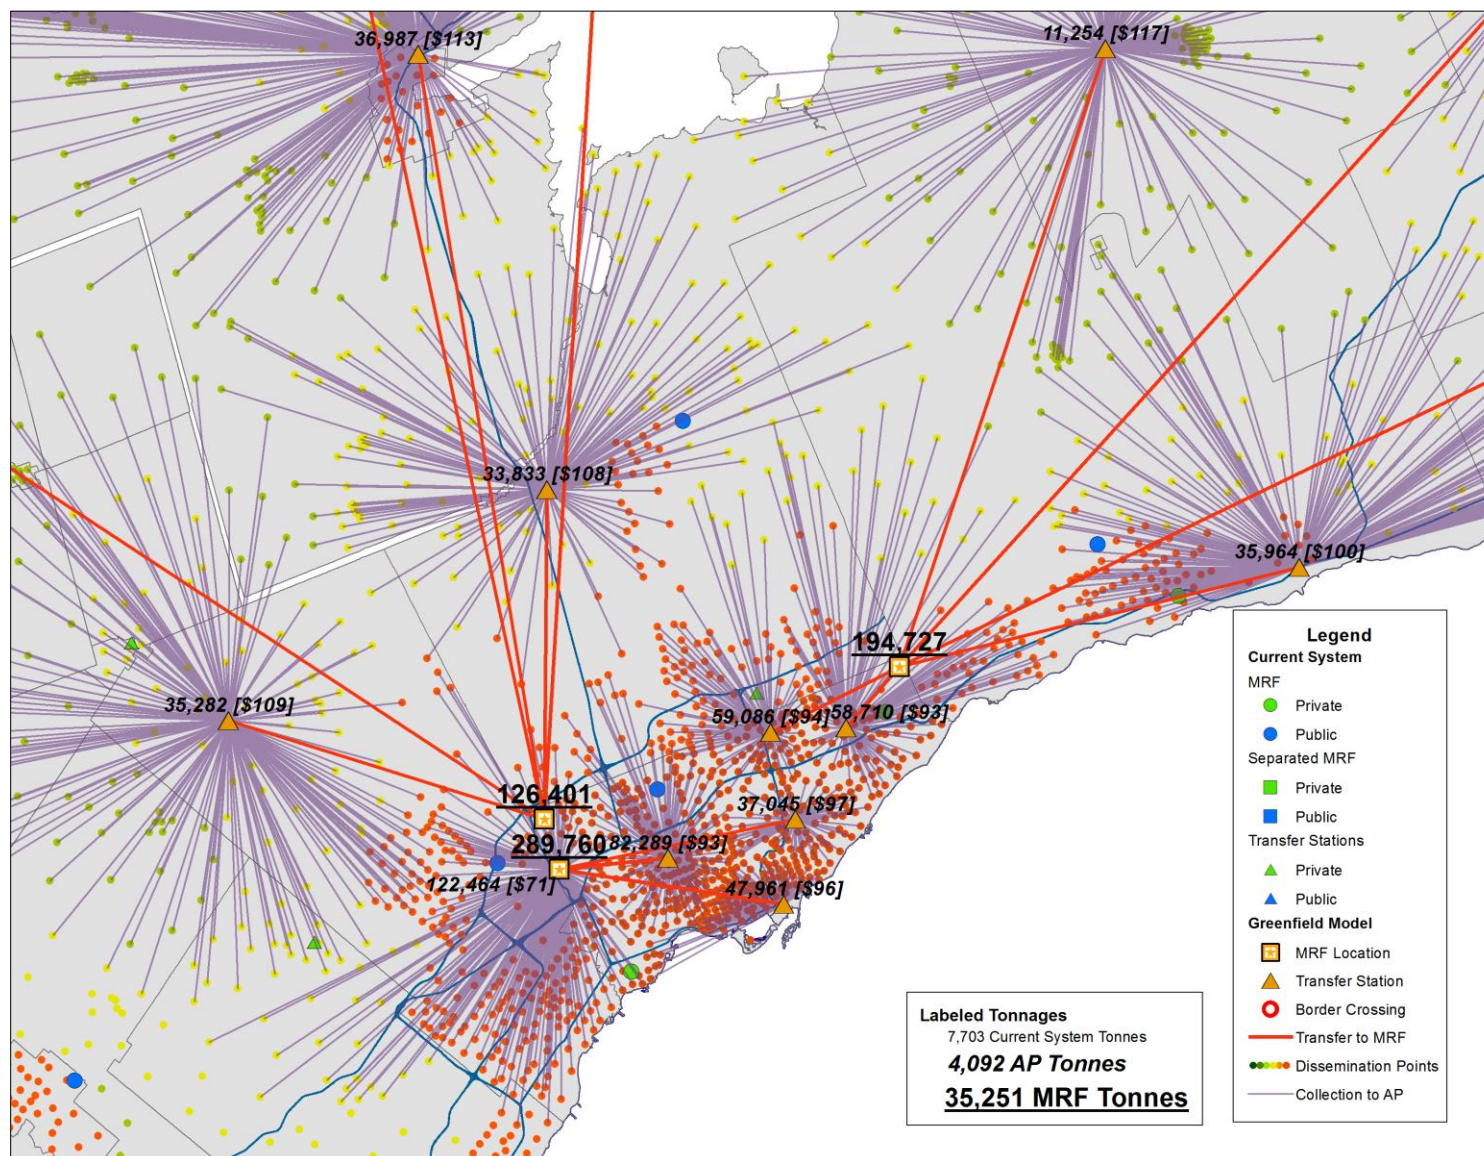 36,987 [$113]
11,254 [$117]
33,833 [$108]
35,964 [$100]
194,727
35,282 [$109]
59,086 [$94]
58,710 [$93]
126,401
37,045 [$97]
289,760
82,289 [$93]
122,464 [$71]
47,961 [$96]
Legend
Current System
MRF
Private
Public
Separated MRF
Private
Public
Transfer Stations
Private
Public
Greenfield Model
MRF Location
Transfer Station
Border Crossing
Transfer to MRF
Dissemination Points
Collection to AP
Labeled Tonnages
7,703 Current System Tonnes
4,092 AP Tonnes
35,251 MRF Tonnes